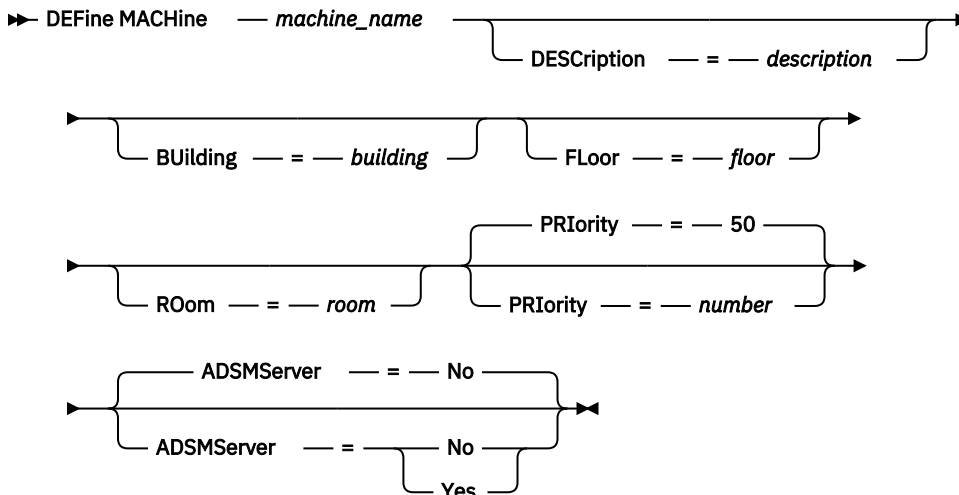 DEFine MACHine machine_name
DESCription = description
BUilding = building FLoor = floor
PRIority = 50
ROom = room PRIority = number
ADSMServer = No
ADSMServer = No
Yes